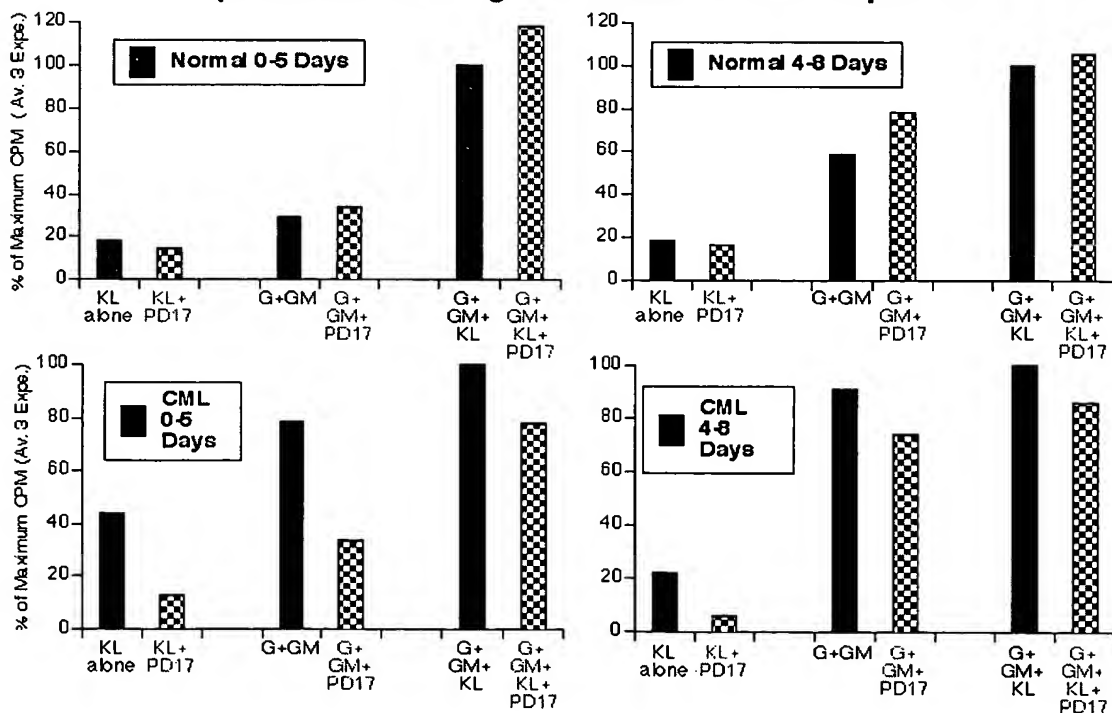 % of Maximum CPM ( Av. 3 Exps.)
120
100
80
60
40
20
0
Normal 0-5 Days
KL
alone
KL+
PD17
G+GM
G+
GM+
PD17
G+
GM+
KL
G+
GM+
KL+
PD17
120
100
80
60
40
20
0
Normal 4-8 Days
KL
alone
KL+
PD17
G+GM
G+
GM+
PD17
G+
GM+
KL
G+
GM+
KL+
PD17
% of Maximum CPM (Av. 3 Exps.)
80
60
40
20
0
CML
0-5
Days
KL
alone
KL+
PD17
G+GM
G+
GM+
PD17
G+
GM+
KL
G+
GM+
KL+
PD17
100
80
60
40
20
0
CML
4-8
Days
KL
alone
KL+
PD17
G+GM
G+
GM+
PD17
G+
GM+
KL
G+
GM+
KL+
PD17